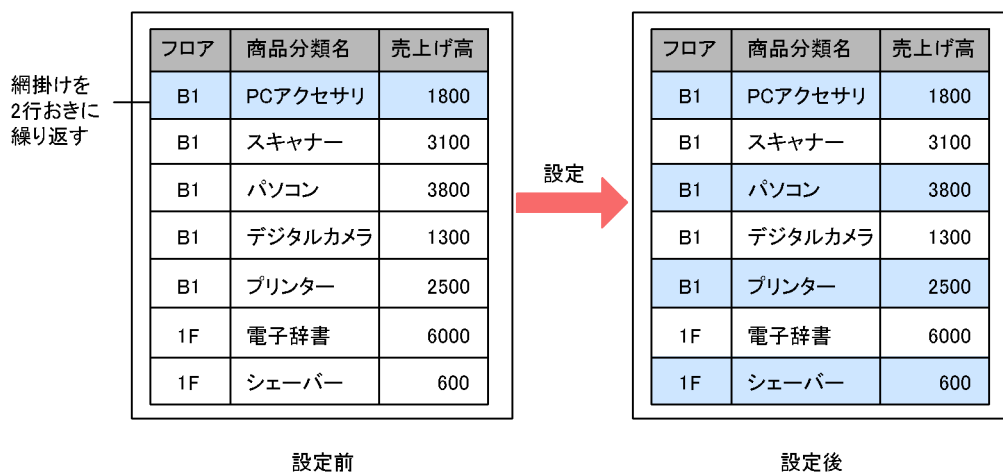 フロア 商品分類名 売上げ高
B1 PCアクセサリ 1800
B1 スキャナー 3100
B1 パソコン 3800
B1 デジタルカメラ 1300
B1 プリンター 2500
1F 電子辞書 6000
1F シェーバー 600
網掛けを
2行おきに
繰り返す
設定前
設定
フロア 商品分類名 売上げ高
B1 PCアクセサリ 1800
B1 スキャナー 3100
B1 パソコン 3800
B1 デジタルカメラ 1300
B1 プリンター 2500
1F 電子辞書 6000
1F シェーバー 600
設定後